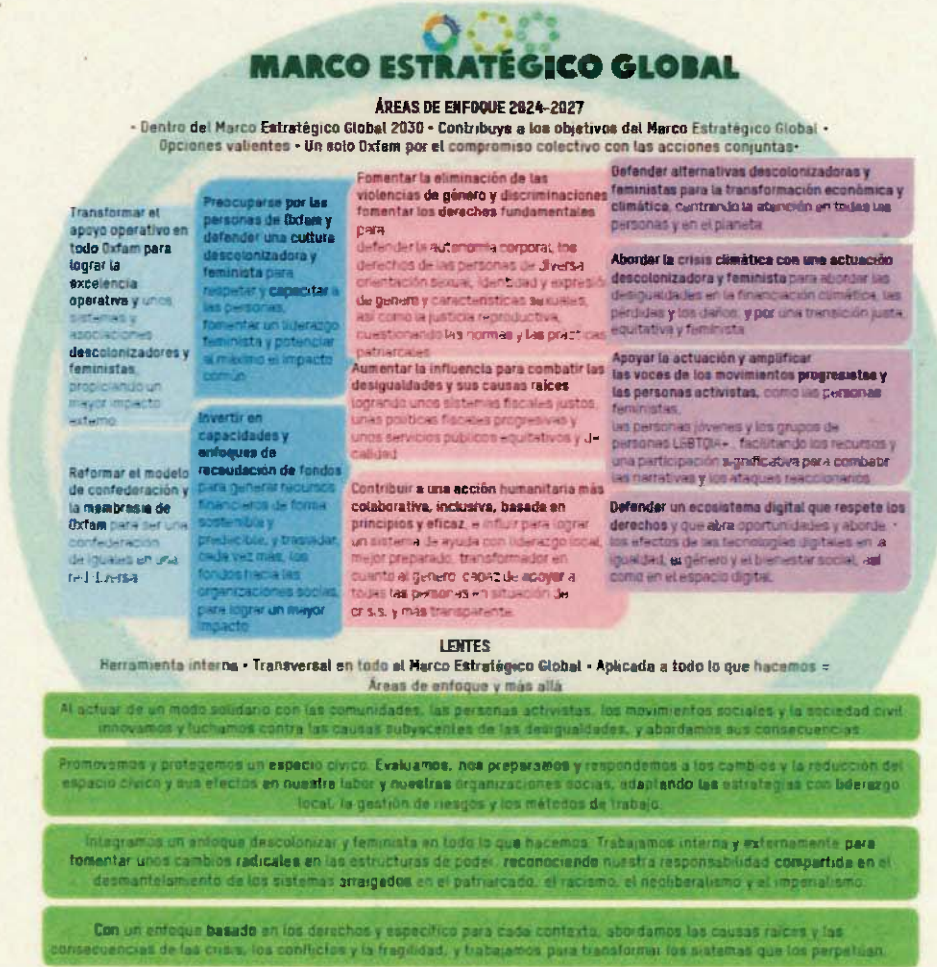 MARCO ESTRATÉGICO GLOBAL
ÁREAS DE ENFOQUE 2024-2027
- Dentro del Marco Estratégico Global 2030 • Contribuye a los objetivos del Marco Estratégico Global •
Opciones valientes • Un solo Oxfam por el compromiso colectivo con las acciones conjuntas•
Transformar el
apoyo operativo en
todo Oxfam para
lograr la
excelencia
operativa y unos
sistemas y
asociaciones
descolonizadores y
feministas,
propiciando un
mayor impacto
externo
Reformar el modelo
de confederación y
la membrasía de
Oxfam para ser una
confederación
de iguales en una
red diversa
Preocuparse por las
personas de Oxfam y
defender una cultura
descolonizadora y
feminista para
respetar y capacitar a
las personas,
fomentar un liderazgo
feminista y potenciar
al máximo el impacto
común
Invertir en
capacidades y
enfoques de
recaudación de fondos
para generar recursos
financieros de forma
sostenible y
predecible, y trasladar,
cada vez más, los
fondos hacia las
organizaciones socias,
para lograr un mayor
impacto
Fomentar la eliminación de las
violencias de género y discriminaciones
fomentar los derechos fundamentales
para
defender la autonomía corporal, los
derechos de las personas de diversa
orientación sexual, identidad y expresión
de género y características sexuales,
así como la justicia reproductiva,
cuestionando las normas y las prácticas
patriarcales
Aumentar la influencia para combatir las
desigualdades y sus causas raíces
logrando unos sistemas fiscales justos,
unas políticas fiscales progresivas y
unos servicios públicos equitativos y de
calidad
Contribuir a una acción humanitaria más
colaborativa, inclusiva, basada en
principios y eficaz, e influir para lograr
un sistema de ayuda con liderazgo local,
mejor preparado, transformador en
cuanto al género, capaz de apoyar a
todas las personas en situación de
crisis, y más transparente.
Defender alternativas descolonizadoras y
feministas para la transformación económica y
climática, centrando la atención en todas las
personas y en el planeta
Abordar la crisis climática con una actuación
descolonizadora y feminista para abordar las
desigualdades en la financiación climática, las
pérdidas y los daños; y por una transición justa,
equitativa y feminista
Apoyar la actuación y amplificar
las voces de los movimientos progresistas y
las personas activistas, como las personas
feministas,
las personas jóvenes y los grupos de
personas LGBTQIA+, facilitando los recursos y
una participación significativa para combatir
las narrativas y los ataques reaccionarios
Defender un ecosistema digital que respete los
derechos y que abra oportunidades y aborde
los efectos de las tecnologías digitales en la
igualdad, el género y el bienestar social, así
como en el espacio digital.
LENTES
Herramienta interna • Transversal en todo el Marco Estratégico Global • Aplicada a todo lo que hacemos =
Áreas de enfoque y más allá
Al actuar de un modo solidario con las comunidades, las personas activistas, los movimientos sociales y la sociedad civil
innovamos y luchamos contra las causas subyacentes de las desigualdades, y abordamos sus consecuencias.
Promovemos y protegemos un espacio cívico. Evaluamos, nos preparamos y respondemos a los cambios y la reducción del
espacio cívico y sus efectos en nuestra labor y nuestras organizaciones socias, adaptando las estrategias con liderazgo
local, la gestión de riesgos y los métodos de trabajo.
Integramos un enfoque descolonizar y feminista en todo lo que hacemos. Trabajamos interna y externamente para
fomentar unos cambios radicales en las estructuras de poder, reconociendo nuestra responsabilidad compartida en el
desmantelamiento de los sistemas arraigados en el patriarcado, el racismo, el neoliberalismo y el imperialismo.
Con un enfoque basado en los derechos y específico para cada contexto, abordamos las causas raíces y las
consecuencias de las crisis, los conflictos y la fragilidad, y trabajamos para transformar los sistemas que los perpetúan.